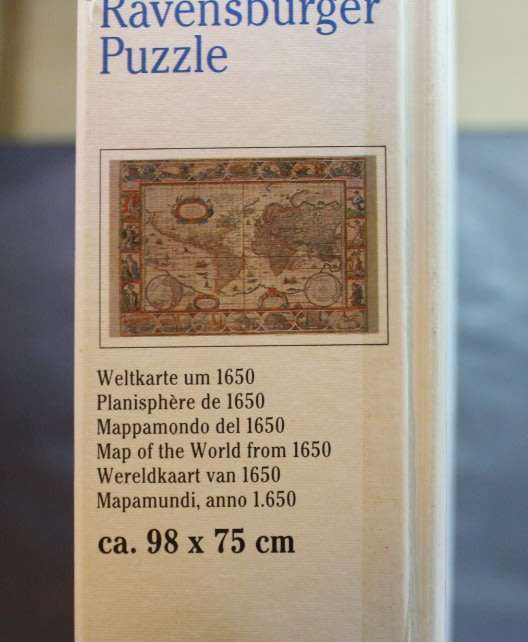 Ravensburger
Puzzle
Weltkarte um 1650
Planisphère de 1650
Mappamondo del 1650
Map of the World from 1650
Wereldkaart van 1650
Mapamundi, anno 1.650
ca. 98 x 75 cm